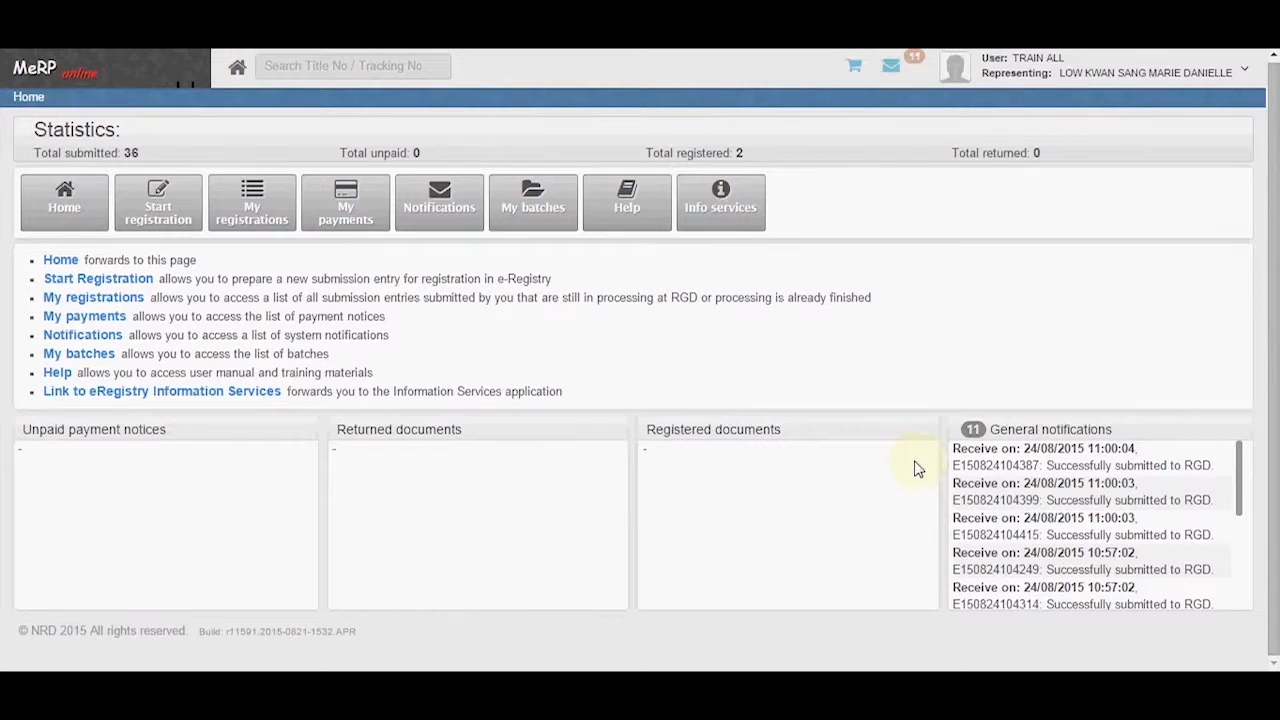 MeRP online
Search Title No / Tracking No
11
User: TRAIN ALL
Representing: LOW KWAN SANG MARIE DANIELLE
Home
Statistics:
Total submitted: 36 Total unpaid: 0 Total registered: 2 Total returned: 0
Home
Start registration
My registrations
My payments
Notifications
My batches
Help
Info services
Home forwards to this page
Start Registration allows you to prepare a new submission entry for registration in e-Registry
My registrations allows you to access a list of all submission entries submitted by you that are still in processing at RGD or processing is already finished
My payments allows you to access the list of payment notices
Notifications allows you to access a list of system notifications
My batches allows you to access the list of batches
Help allows you to access user manual and training materials
Link to eRegistry Information Services forwards you to the Information Services application
Unpaid payment notices
-
Returned documents
-
Registered documents
-
11 General notifications
Receive on: 24/08/2015 11:00:04,
E150824104387: Successfully submitted to RGD.
Receive on: 24/08/2015 11:00:03,
E150824104399: Successfully submitted to RGD.
Receive on: 24/08/2015 11:00:03,
E150824104415: Successfully submitted to RGD.
Receive on: 24/08/2015 10:57:02,
E150824104249: Successfully submitted to RGD.
Receive on: 24/08/2015 10:57:02,
E150824104314: Successfully submitted to RGD.
© NRD 2015 All rights reserved. Build: r11591.2015-0821-1532.APR